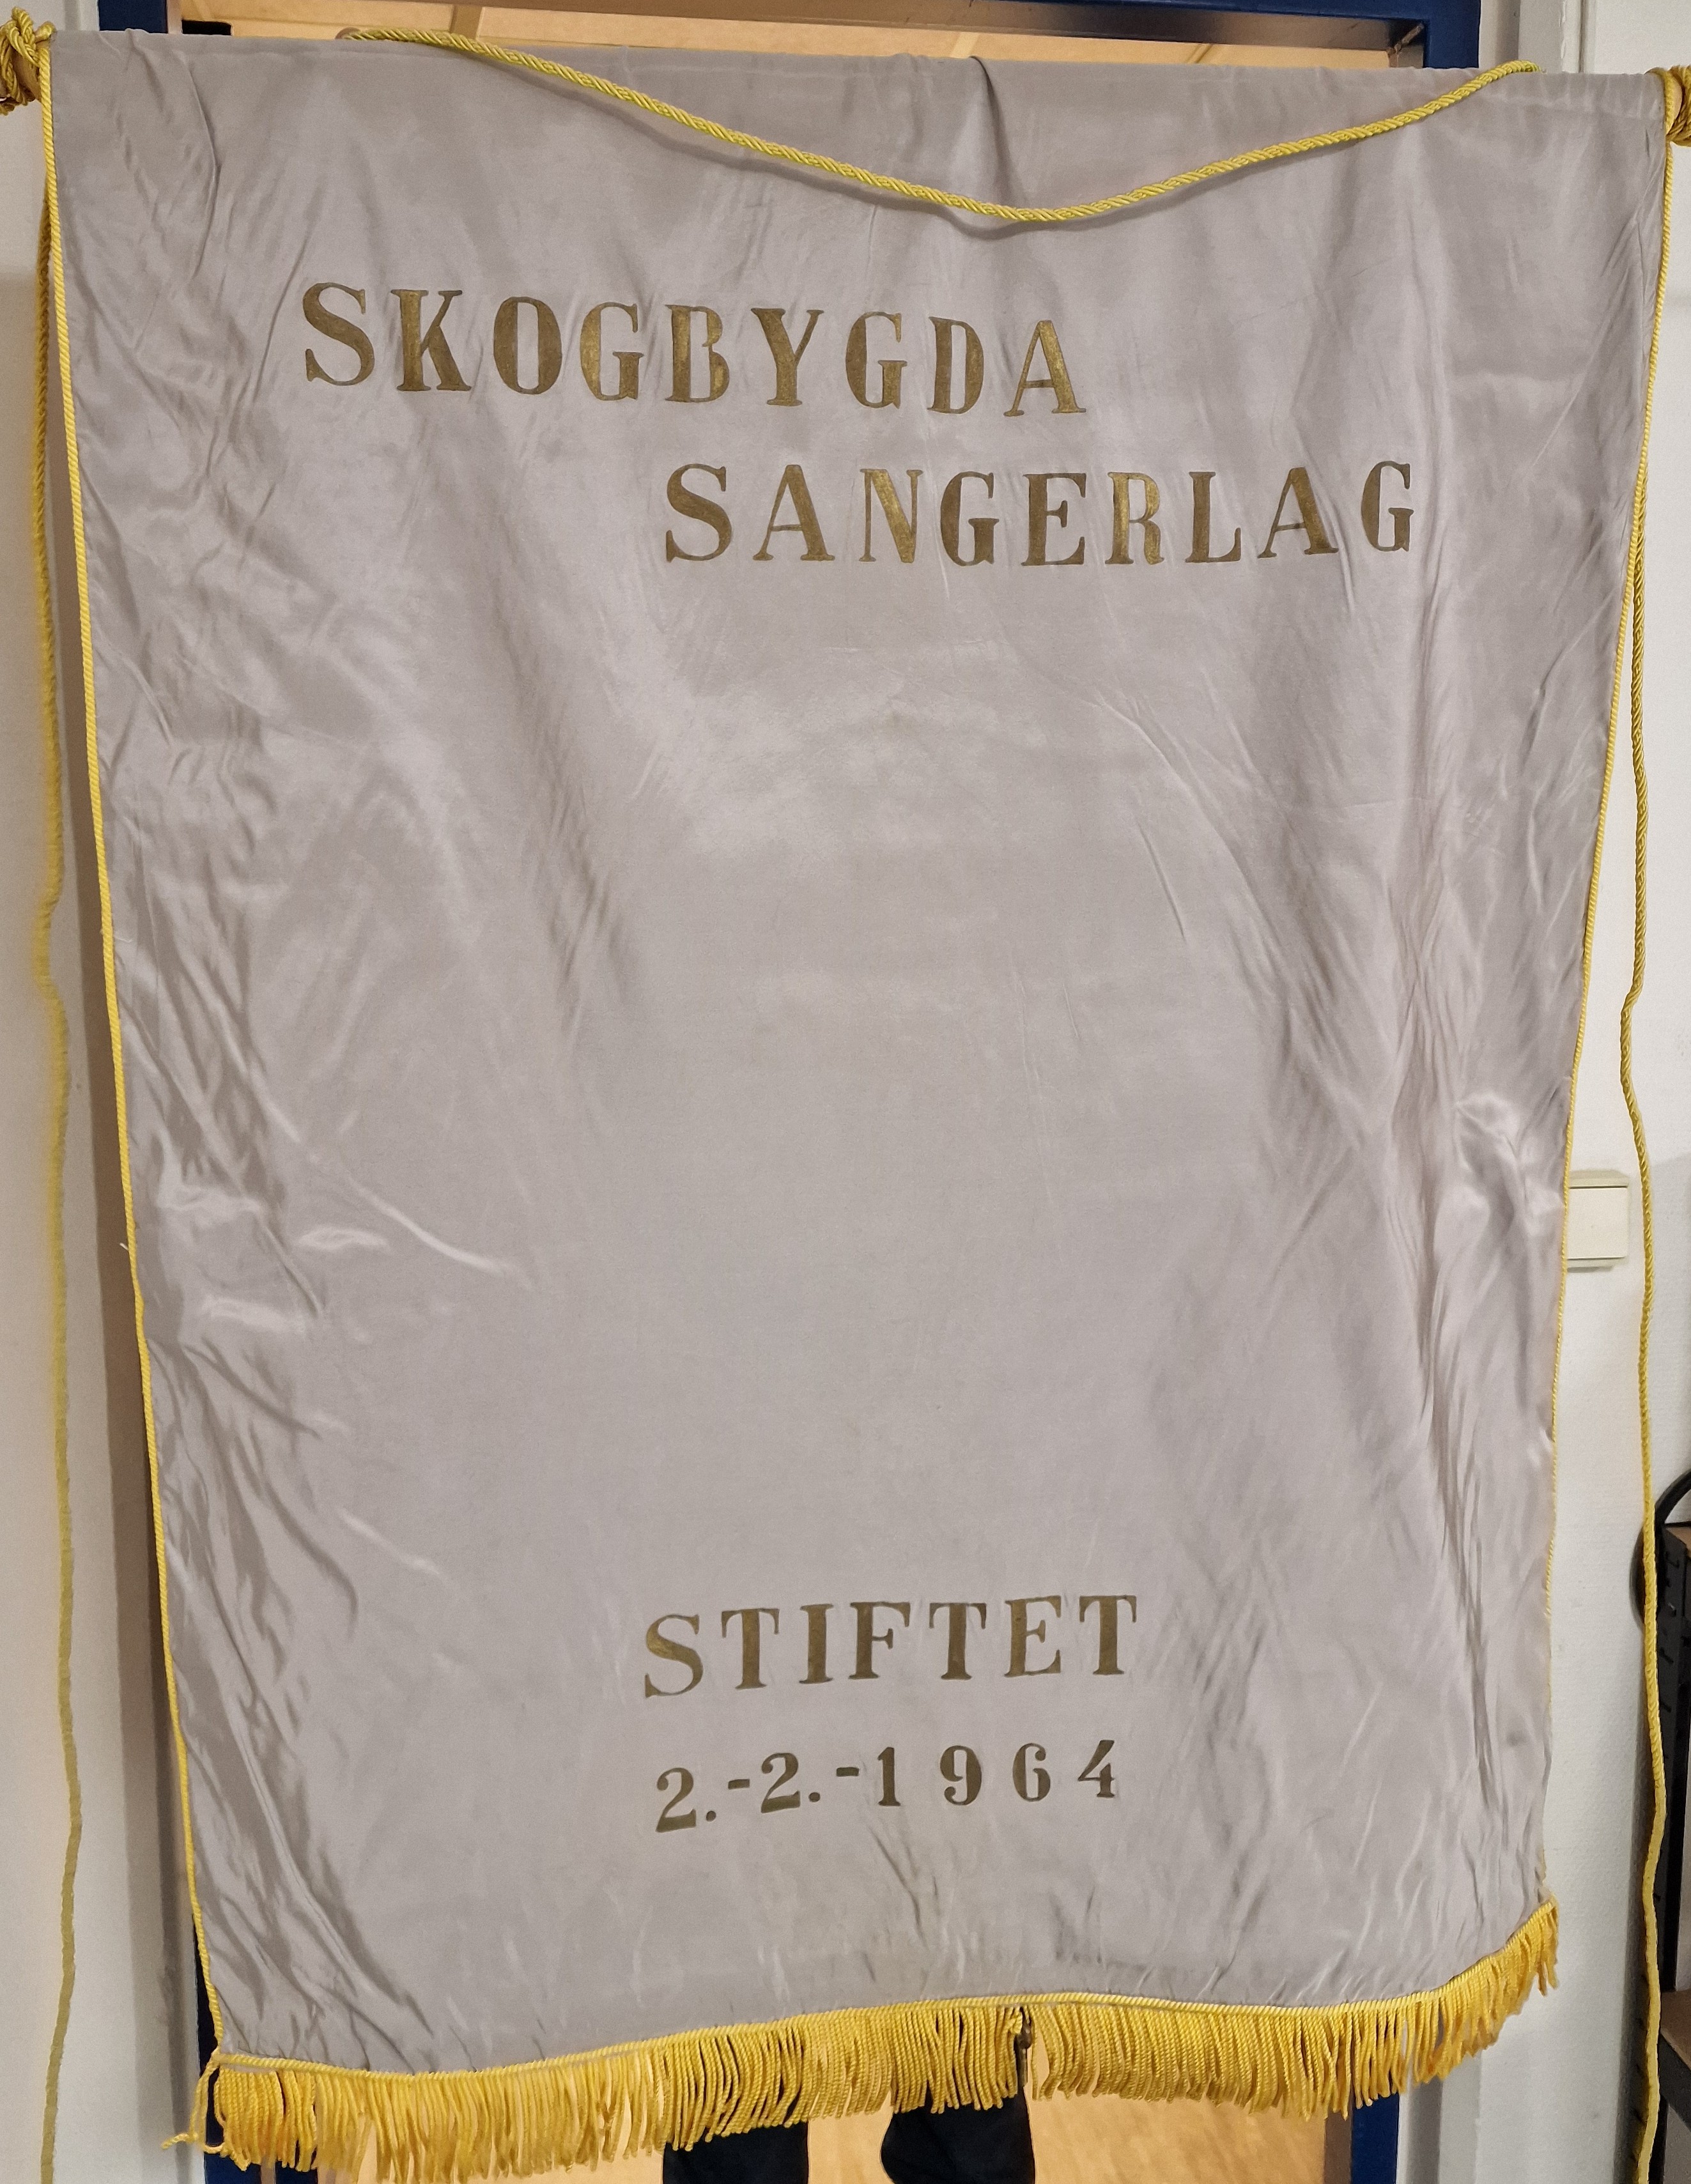 SKOGBYGDA
SANGERLAG
STIFTET
2.-2.-1964